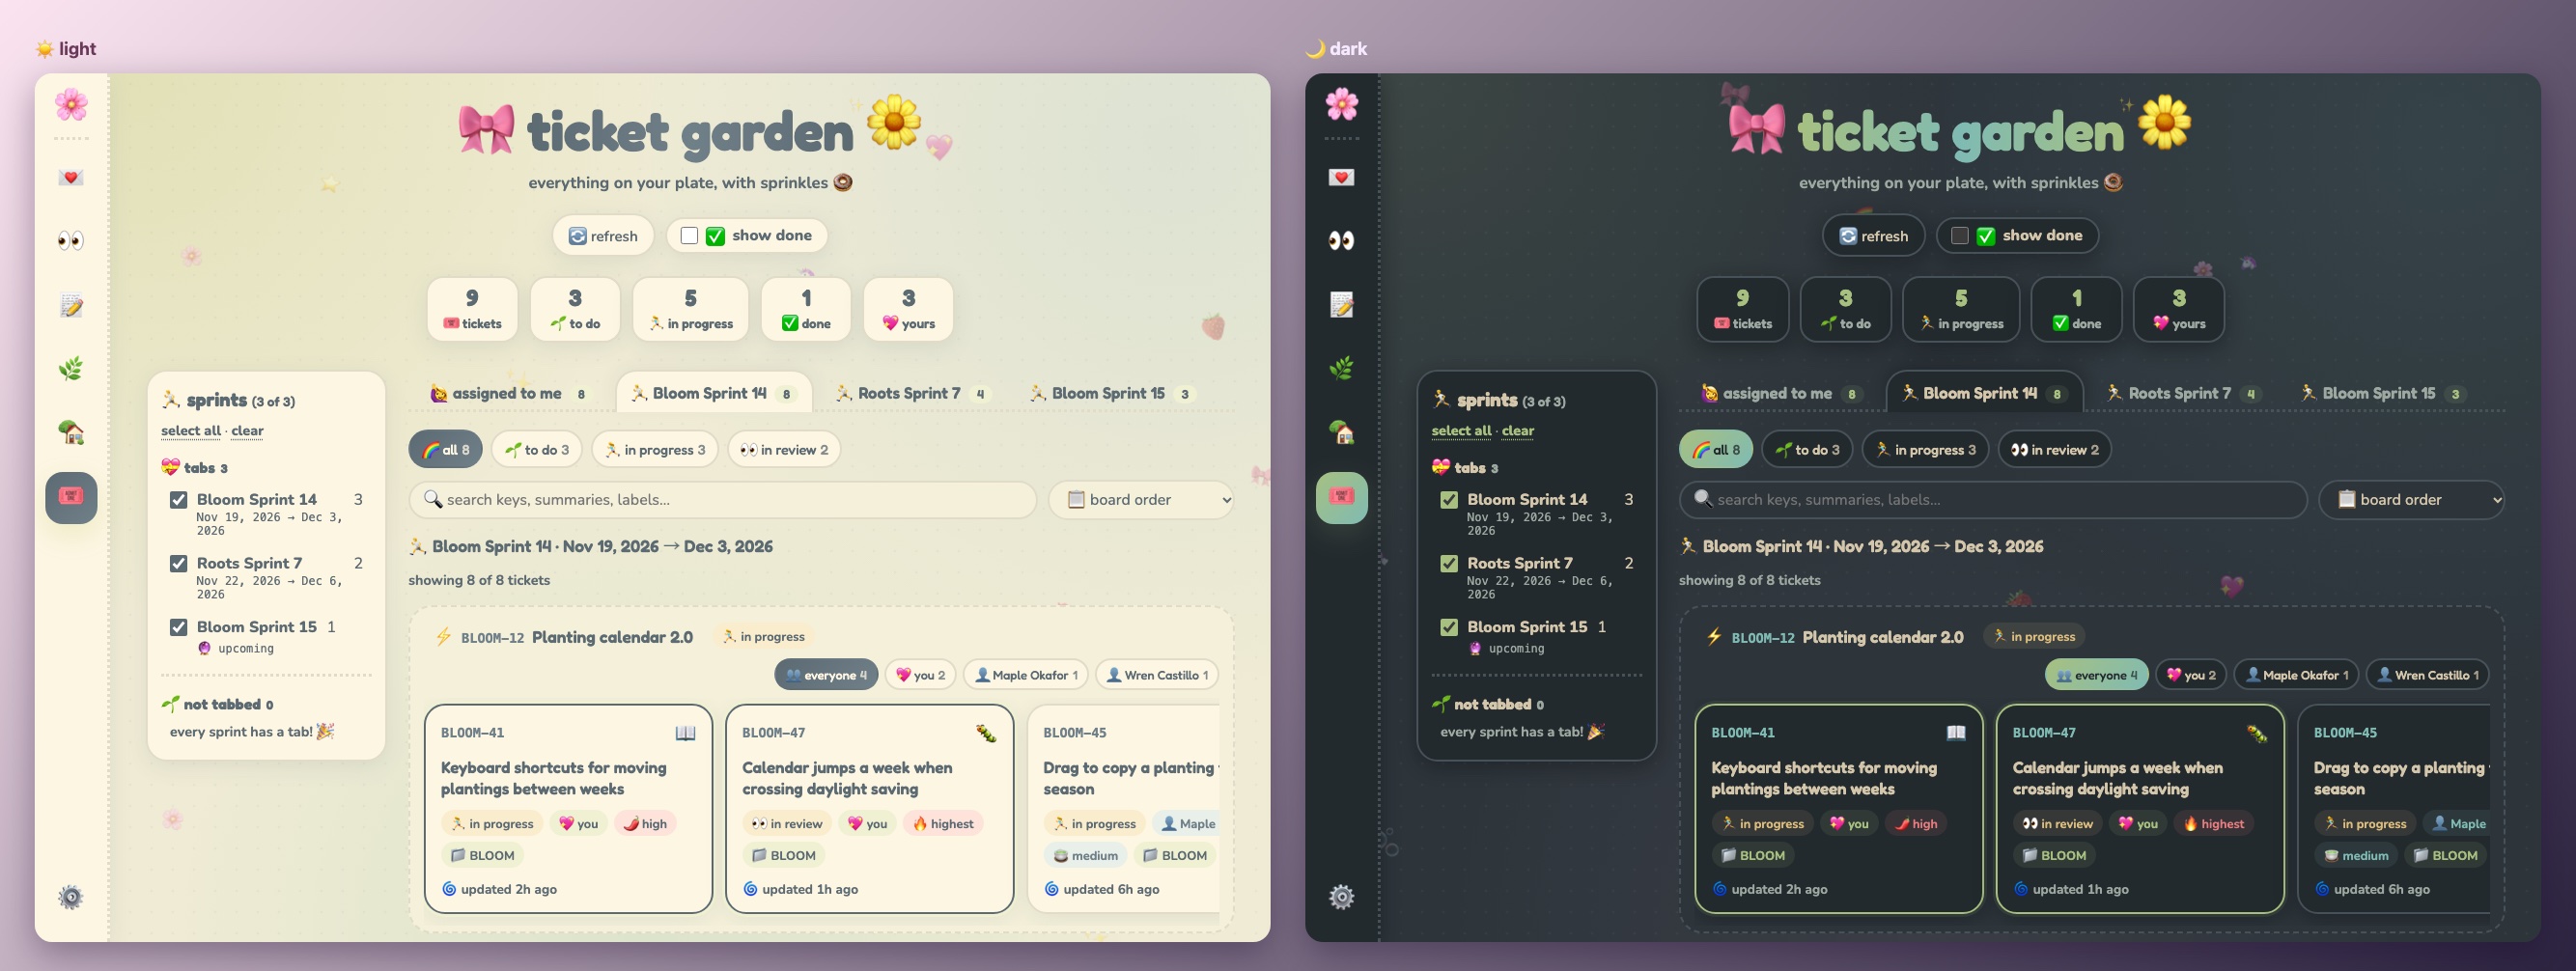 light
ticket garden
everything on your plate, with sprinkles
refresh
show done
9
tickets
3
to do
5
in progress
1
done
3
yours
sprints (3 of 3)
select all · clear
tabs 3
Bloom Sprint 14 3
Nov 19, 2026 → Dec 3,
2026
Roots Sprint 7 2
Nov 22, 2026 → Dec 6,
2026
Bloom Sprint 15 1
upcoming
not tabbed 0
every sprint has a tab!
assigned to me 8
Bloom Sprint 14 8
Roots Sprint 7 4
Bloom Sprint 15 3
all 8
to do 3
in progress 3
in review 2
search keys, summaries, labels...
board order
Bloom Sprint 14 · Nov 19, 2026 → Dec 3, 2026
showing 8 of 8 tickets
BLOOM-12 Planting calendar 2.0 in progress
everyone 4
you 2
Maple Okafor 1
Wren Castillo 1
BLOOM-41
Keyboard shortcuts for moving
plantings between weeks
in progress
you
high
BLOOM
updated 2h ago
BLOOM-47
Calendar jumps a week when
crossing daylight saving
in review
you
highest
BLOOM
updated 1h ago
BLOOM-45
Drag to copy a planting
season
in progress
Maple
medium
BLOOM
updated 6h ago
dark
ticket garden
everything on your plate, with sprinkles
refresh
show done
9
tickets
3
to do
5
in progress
1
done
3
yours
sprints (3 of 3)
select all · clear
tabs 3
Bloom Sprint 14 3
Nov 19, 2026 → Dec 3,
2026
Roots Sprint 7 2
Nov 22, 2026 → Dec 6,
2026
Bloom Sprint 15 1
upcoming
not tabbed 0
every sprint has a tab!
assigned to me 8
Bloom Sprint 14 8
Roots Sprint 7 4
Bloom Sprint 15 3
all 8
to do 3
in progress 3
in review 2
search keys, summaries, labels...
board order
Bloom Sprint 14 · Nov 19, 2026 → Dec 3, 2026
showing 8 of 8 tickets
BLOOM-12 Planting calendar 2.0 in progress
everyone 4
you 2
Maple Okafor 1
Wren Castillo 1
BLOOM-41
Keyboard shortcuts for moving
plantings between weeks
in progress
you
high
BLOOM
updated 2h ago
BLOOM-47
Calendar jumps a week when
crossing daylight saving
in review
you
highest
BLOOM
updated 1h ago
BLOOM-45
Drag to copy a planting
season
in progress
Maple
medium
BLOOM
updated 6h ago